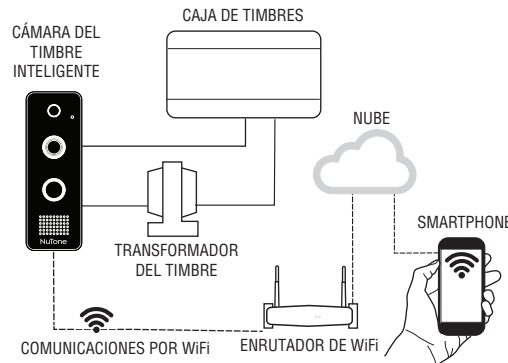 CAJA DE TIMBRES
CÁMARA DEL
TIMBRE
INTELIGENTE
NUBE
SMARTPHONE
NuTone
TRANSFORMADOR
DEL TIMBRE
COMUNICACIONES POR WiFi
ENRUTADOR DE WiFi